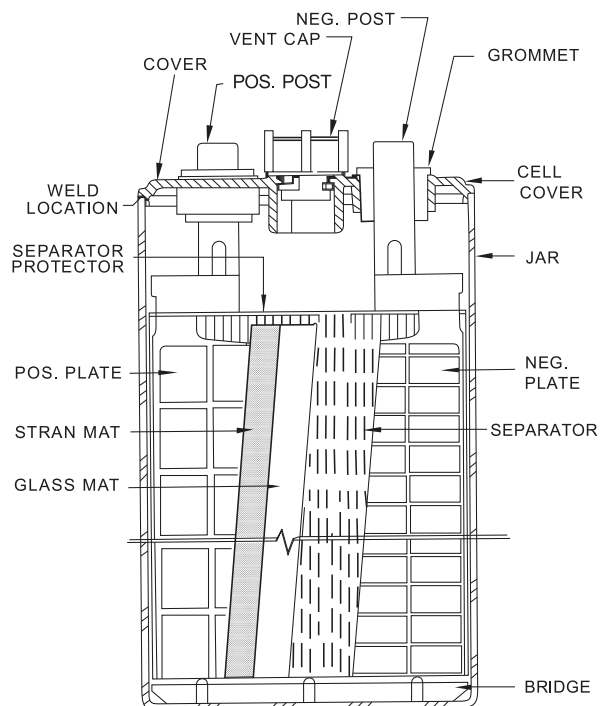 NEG. POST
VENT CAP
GROMMET
COVER
POS. POST
WELD
LOCATION
CELL
COVER
SEPARATOR
PROTECTOR
JAR
POS. PLATE
NEG.
PLATE
STRAN MAT
SEPARATOR
GLASS MAT
BRIDGE